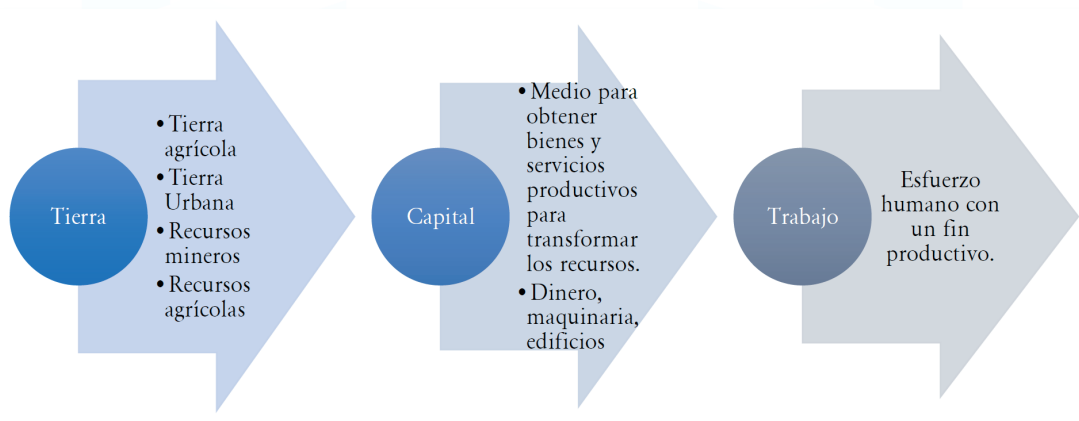 Tierra
• Tierra
agrícola
• Tierra
Urbana
• Recursos
mineros
• Recursos
agrícolas
Capital
• Medio para
obtener
bienes y
servicios
productivos
para
transformar
los recursos.
• Dinero,
maquinaria,
edificios
Trabajo
Esfuerzo
humano con
un fin
productivo.